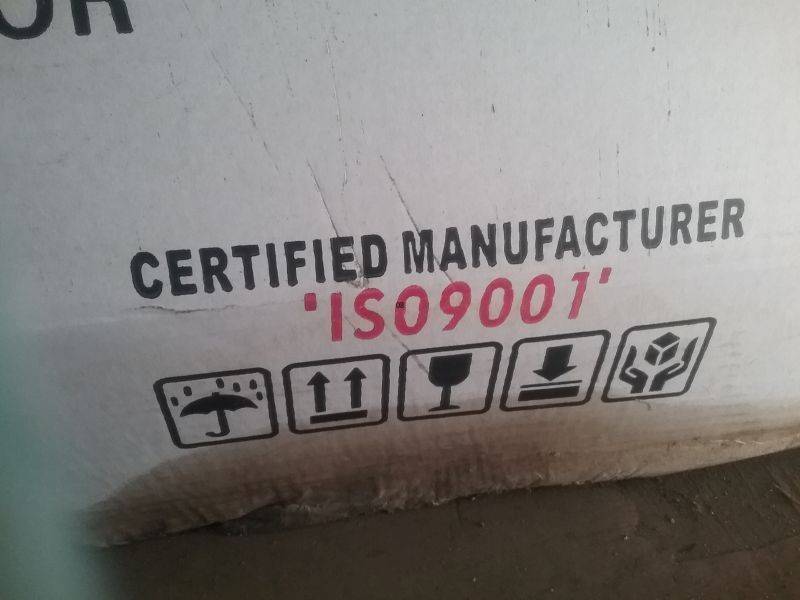 CERTIFIED MANUFACTURER
"ISO9001"